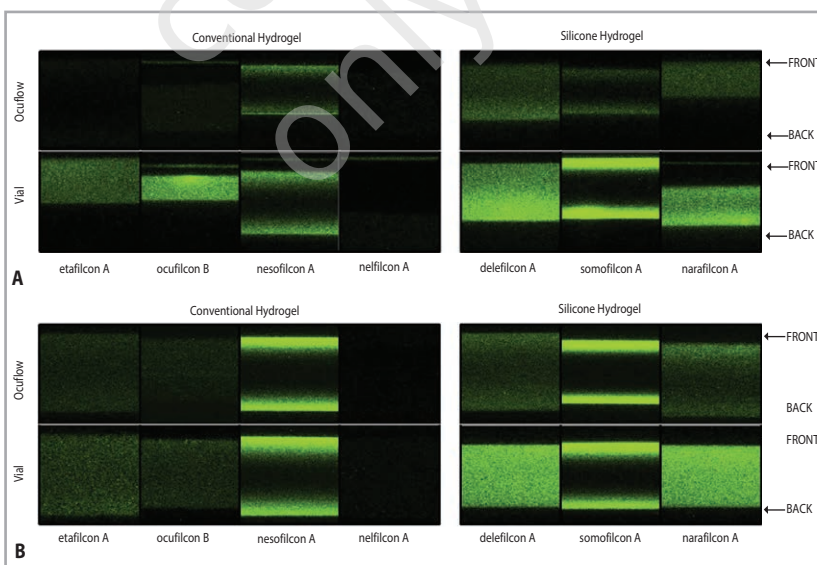 Conventional Hydrogel
Silicone Hydrogel
Ocuflow
FRONT
BACK
Vial
FRONT
BACK
etafilcon A
ocufilcon B
nesofilcon A
nelfilcon A
delefilcon A
somofilcon A
narafilcon A
A
Conventional Hydrogel
Silicone Hydrogel
Ocuflow
FRONT
BACK
Vial
FRONT
BACK
etafilcon A
ocufilcon B
nesofilcon A
nelfilcon A
delefilcon A
somofilcon A
narafilcon A
B
only